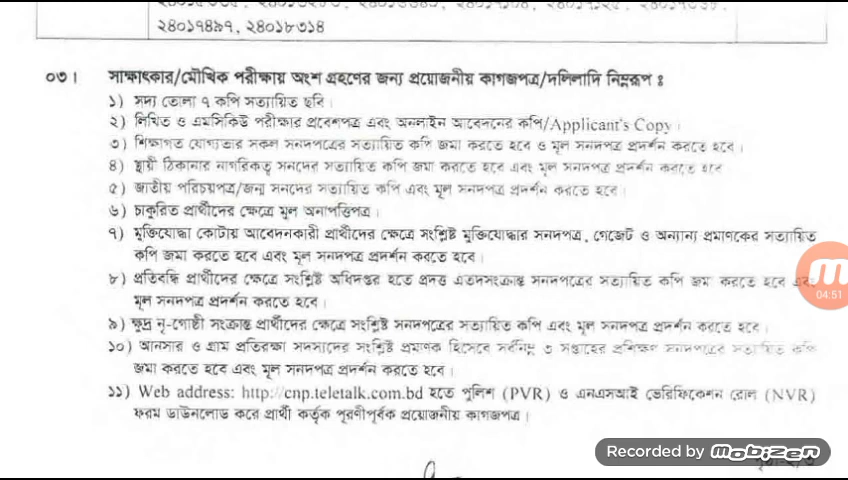 ২৪০১৭৪৯৭, ২৪০১৮৩১৪
০৩। সাক্ষাৎকার/মৌখিক পরীক্ষায় অংশ গ্রহণের জন্য প্রয়োজনীয় কাগজপত্র/দলিলাদি নিম্নরূপ ঃ
১) সদ্য তোলা ৭ কপি সত্যায়িত ছবি।
২) লিখিত ও এমসিকিউ পরীক্ষার প্রবেশপত্র এবং অনলাইন আবেদনের কপি/Applicant's Copy।
৩) শিক্ষাগত যোগ্যতার সকল সনদপত্রের সত্যায়িত কপি জমা করতে হবে ও মূল সনদপত্র প্রদর্শন করতে হবে।
৪) স্থায়ী ঠিকানার নাগরিকত্ব সনদের সত্যায়িত কপি জমা করতে হবে এবং মূল সনদপত্র প্রদর্শন করতে হবে
৫) জাতীয় পরিচয়পত্র/জন্ম সনদের সত্যায়িত কপি এবং মূল সনদপত্র প্রদর্শন করতে হবে।
৬) চাকুরিত প্রার্থীদের ক্ষেত্রে মূল অনাপত্তিপত্র।
৭) মুক্তিযোদ্ধা কোটায় আবেদনকারী প্রার্থীদের ক্ষেত্রে সংশ্লিষ্ট মুক্তিযোদ্ধার সনদপত্র, গেজেট ও অন্যান্য প্রমাণকের সত্যায়িত
কপি জমা করতে হবে এবং মূল সনদপত্র প্রদর্শন করতে হবে।
৮) প্রতিবন্ধি প্রার্থীদের ক্ষেত্রে সংশ্লিষ্ট অধিদপ্তর হতে প্রদত্ত এতদসংক্রান্ত সনদপত্রের সত্যায়িত কপি জমা করতে হবে এবং
মূল সনদপত্র প্রদর্শন করতে হবে।
৯) ক্ষুদ্র নৃ-গোষ্ঠী সংক্রান্ত প্রার্থীদের ক্ষেত্রে সংশ্লিষ্ট সনদপত্রের সত্যায়িত কপি এবং মূল সনদপত্র প্রদর্শন করতে হবে।
১০) আনসার ও গ্রাম প্রতিরক্ষা সদস্যদের সংশ্লিষ্ট প্রমাণক হিসেবে সর্বনিম্ন ৩ সপ্তাহের প্রশিক্ষণ সনদপত্রের সত্যায়িত কপি
জমা করতে হবে এবং মূল সনদপত্র প্রদর্শন করতে হবে।
১১) Web address: http://cnp.teletalk.com.bd হতে পুলিশ (PVR) ও এনএসআই ভেরিফিকেশন রোল (NVR)
ফরম ডাউনলোড করে প্রার্থী কর্তৃক পূরণপূর্বক প্রয়োজনীয় কাগজপত্র।
04:51
Recorded by Mobizen